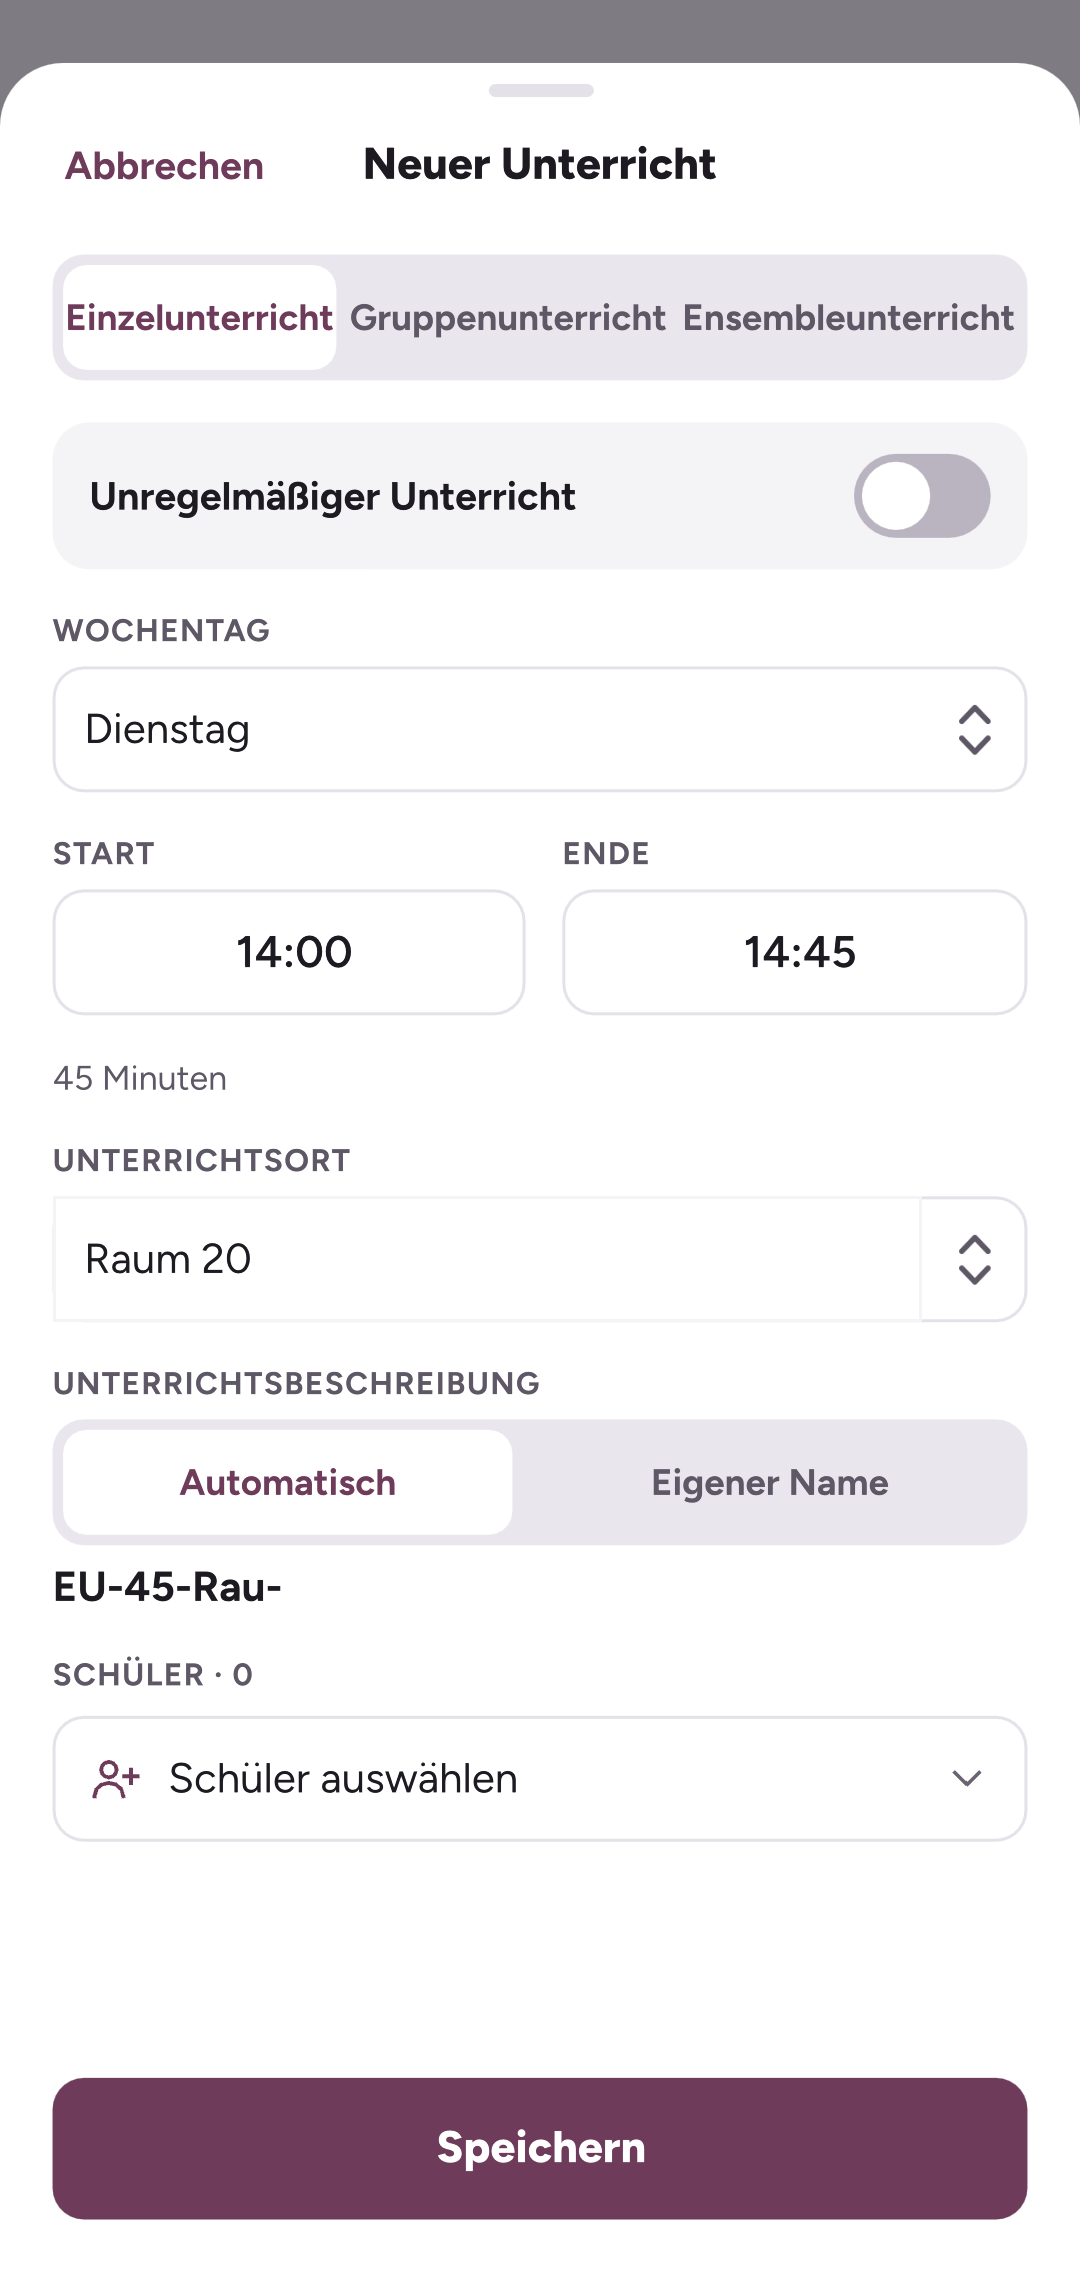 Abbrechen
Neuer Unterricht
Einzelunterricht Gruppenunterricht Ensembleunterricht
Unregelmäßiger Unterricht
WOCHENTAG
Dienstag
START ENDE
14:00 14:45
45 Minuten
UNTERRICHTSORT
Raum 20
UNTERRICHTSBESCHREIBUNG
Automatisch Eigener Name
EU-45-Rau-
SCHÜLER · 0
Schüler auswählen
Speichern